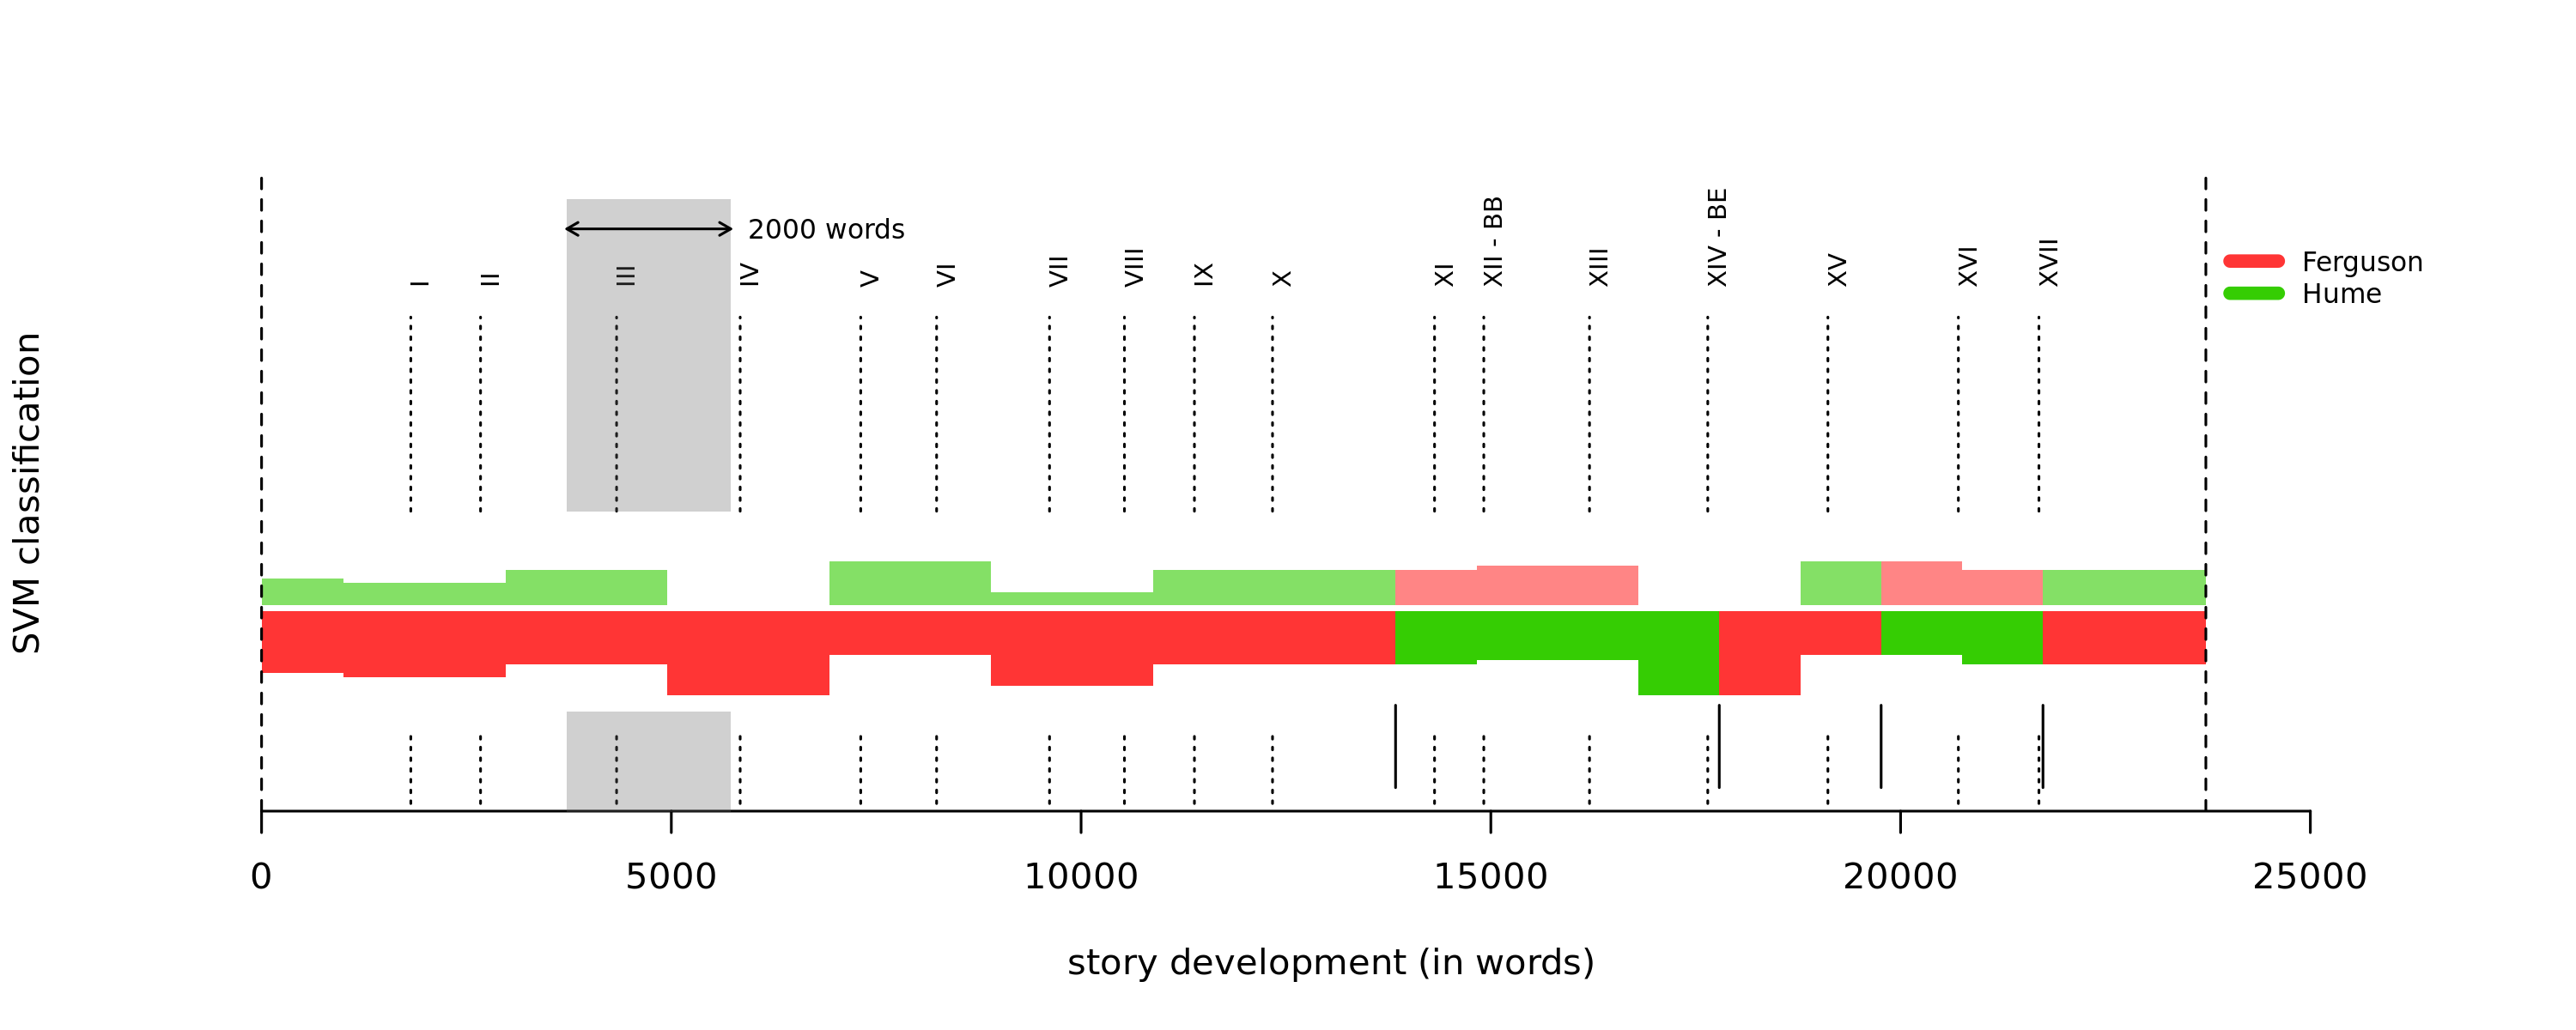 2000 words
I
II
III
IV
V
VI
VII
VIII
IX
X
XI
XII - BB
XIII
XIV - BE
XV
XVI
XVII
Ferguson
Hume
SVM classification
0
5000
10000
15000
20000
25000
story development (in words)